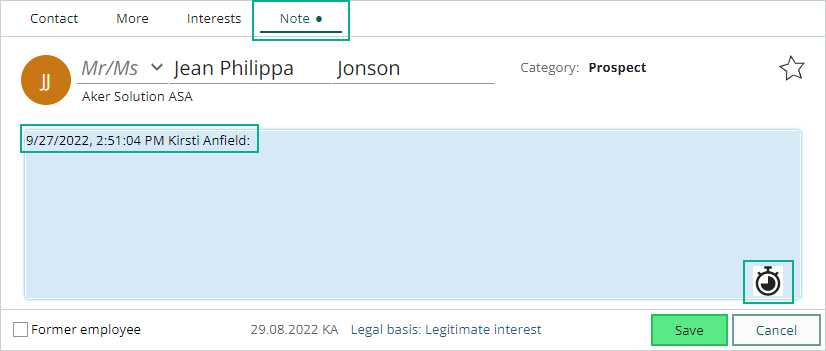 Contact More Interests Note •
JJ Mr/Ms Jean Philippa Jonson Category: Prospect
Aker Solution ASA
9/27/2022, 2:51:04 PM Kirsti Anfield:
Former employee 29.08.2022 KA Legal basis: Legitimate interest Save Cancel